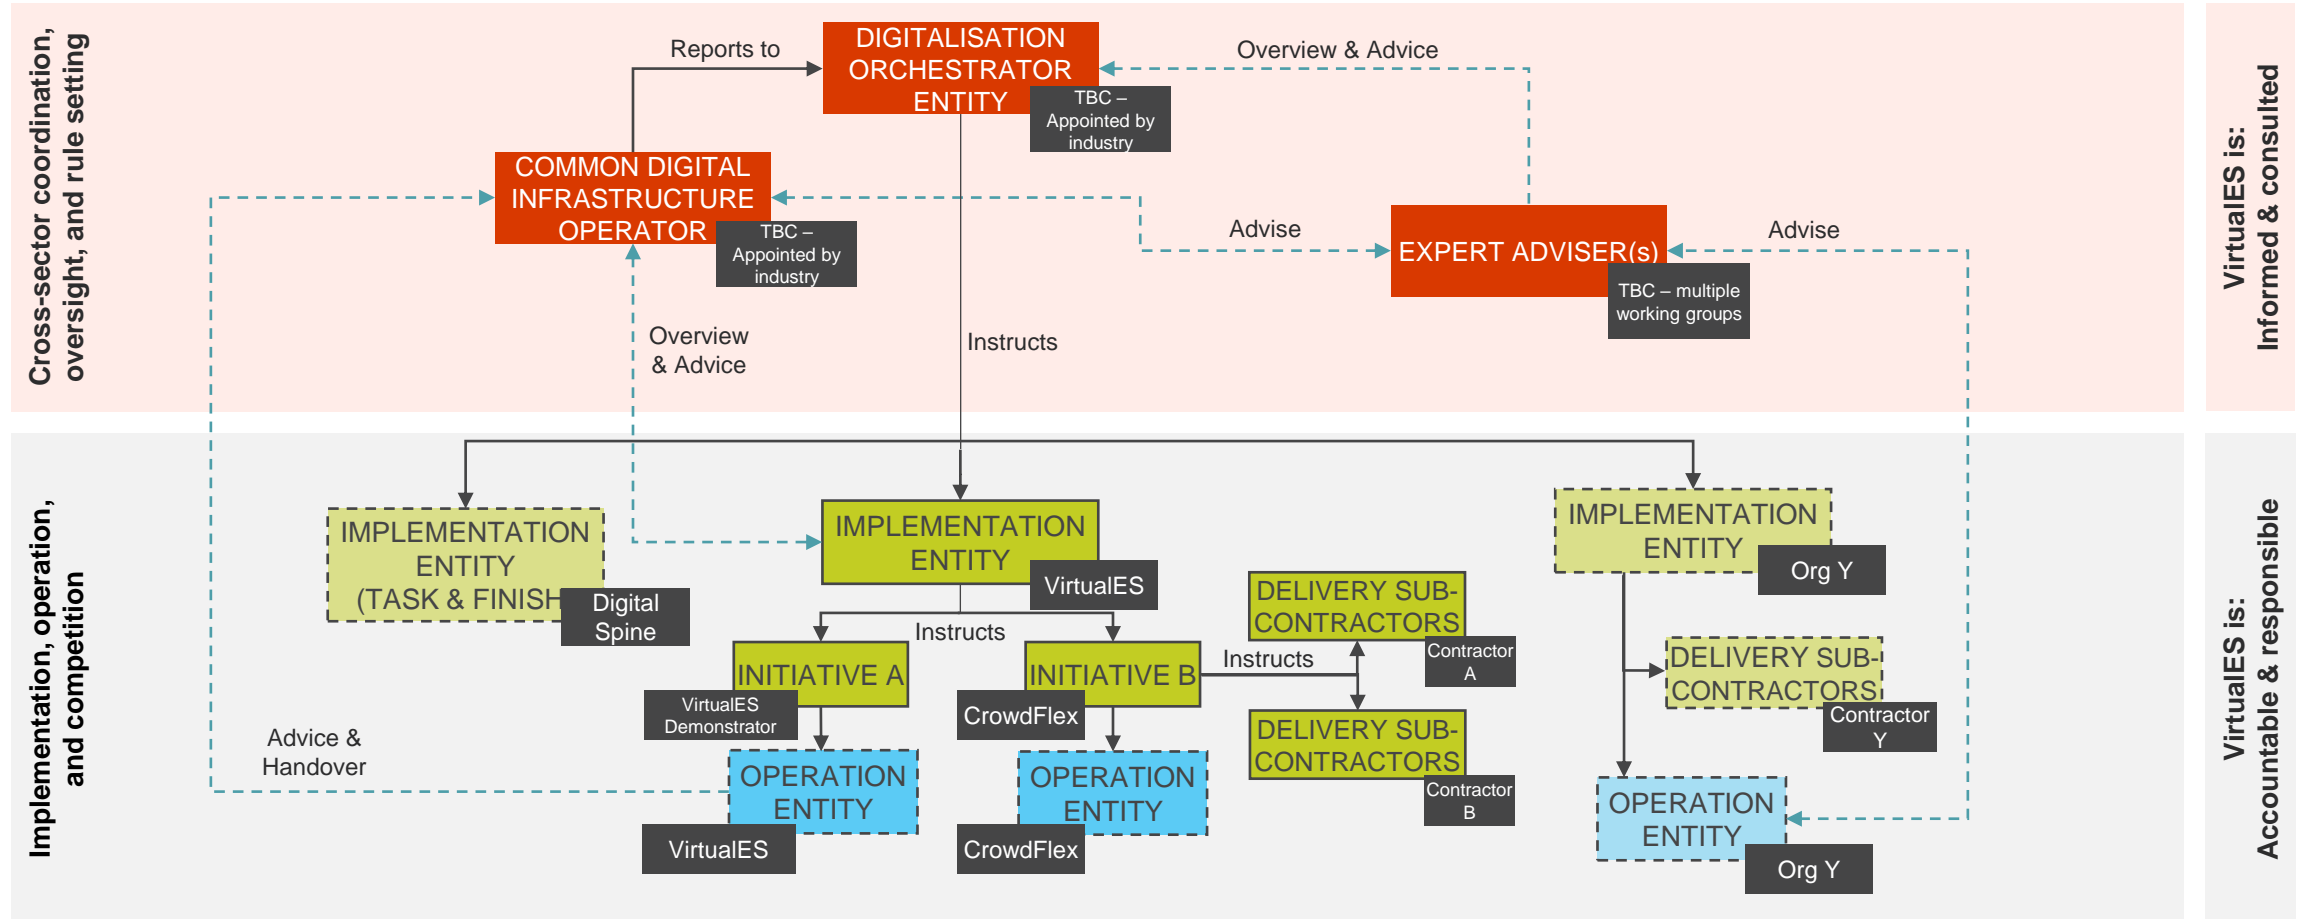 Cross-sector coordination,
oversight, and rule seting
Reports to
DIGITALISATION
ORCHESTRATOR
ENTITY
TBC –
Appointed by
industry
Overview & Advice
COMMON DIGITAL
INFRASTRUCTURE
OPERATOR
TBC –
Appointed by
industry
Advise
EXPERT ADVISER(s)
TBC – multiple
working groups
Advise
Overview
& Advice
Instructs
VirtualES is:
Informed & consulted
Implementation, operation,
and competition
IMPLEMENTATION
ENTITY
(TASK & FINISH
Digital
Spine
IMPLEMENTATION
ENTITY
VirtualES
IMPLEMENTATION
ENTITY
Org Y
Instructs
INITIATIVE A
VirtualES
Demonstrator
INITIATIVE B
CrowdFlex
Instructs
DELIVERY SUB-
CONTRACTORS
Contractor
A
DELIVERY SUB-
CONTRACTORS
Contractor
B
DELIVERY SUB-
CONTRACTORS
Contractor
Y
Advice &
Handover
OPERATION
ENTITY
VirtualES
OPERATION
ENTITY
CrowdFlex
OPERATION
ENTITY
Org Y
VirtualES is:
Accountable & responsible